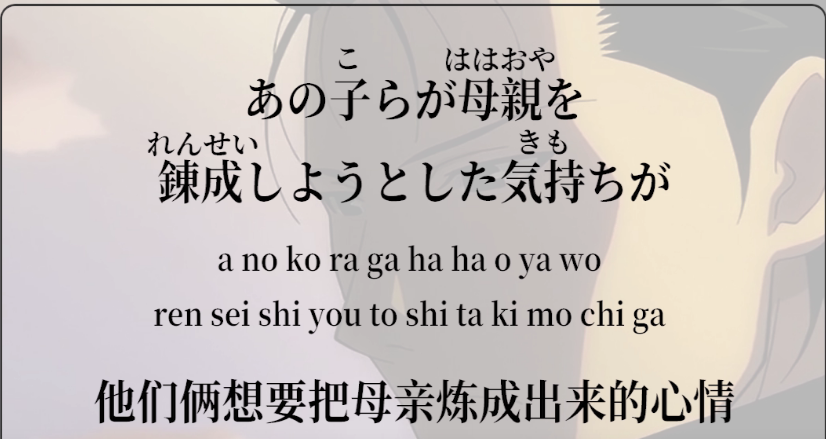 こ ははおや
あの子らが母親を
れんせい きも
錬成しようとした気持ちが
a no ko ra ga ha ha o ya wo
ren sei shi you to shi ta ki mo chi ga
他们俩想要把母亲炼成出来的心情